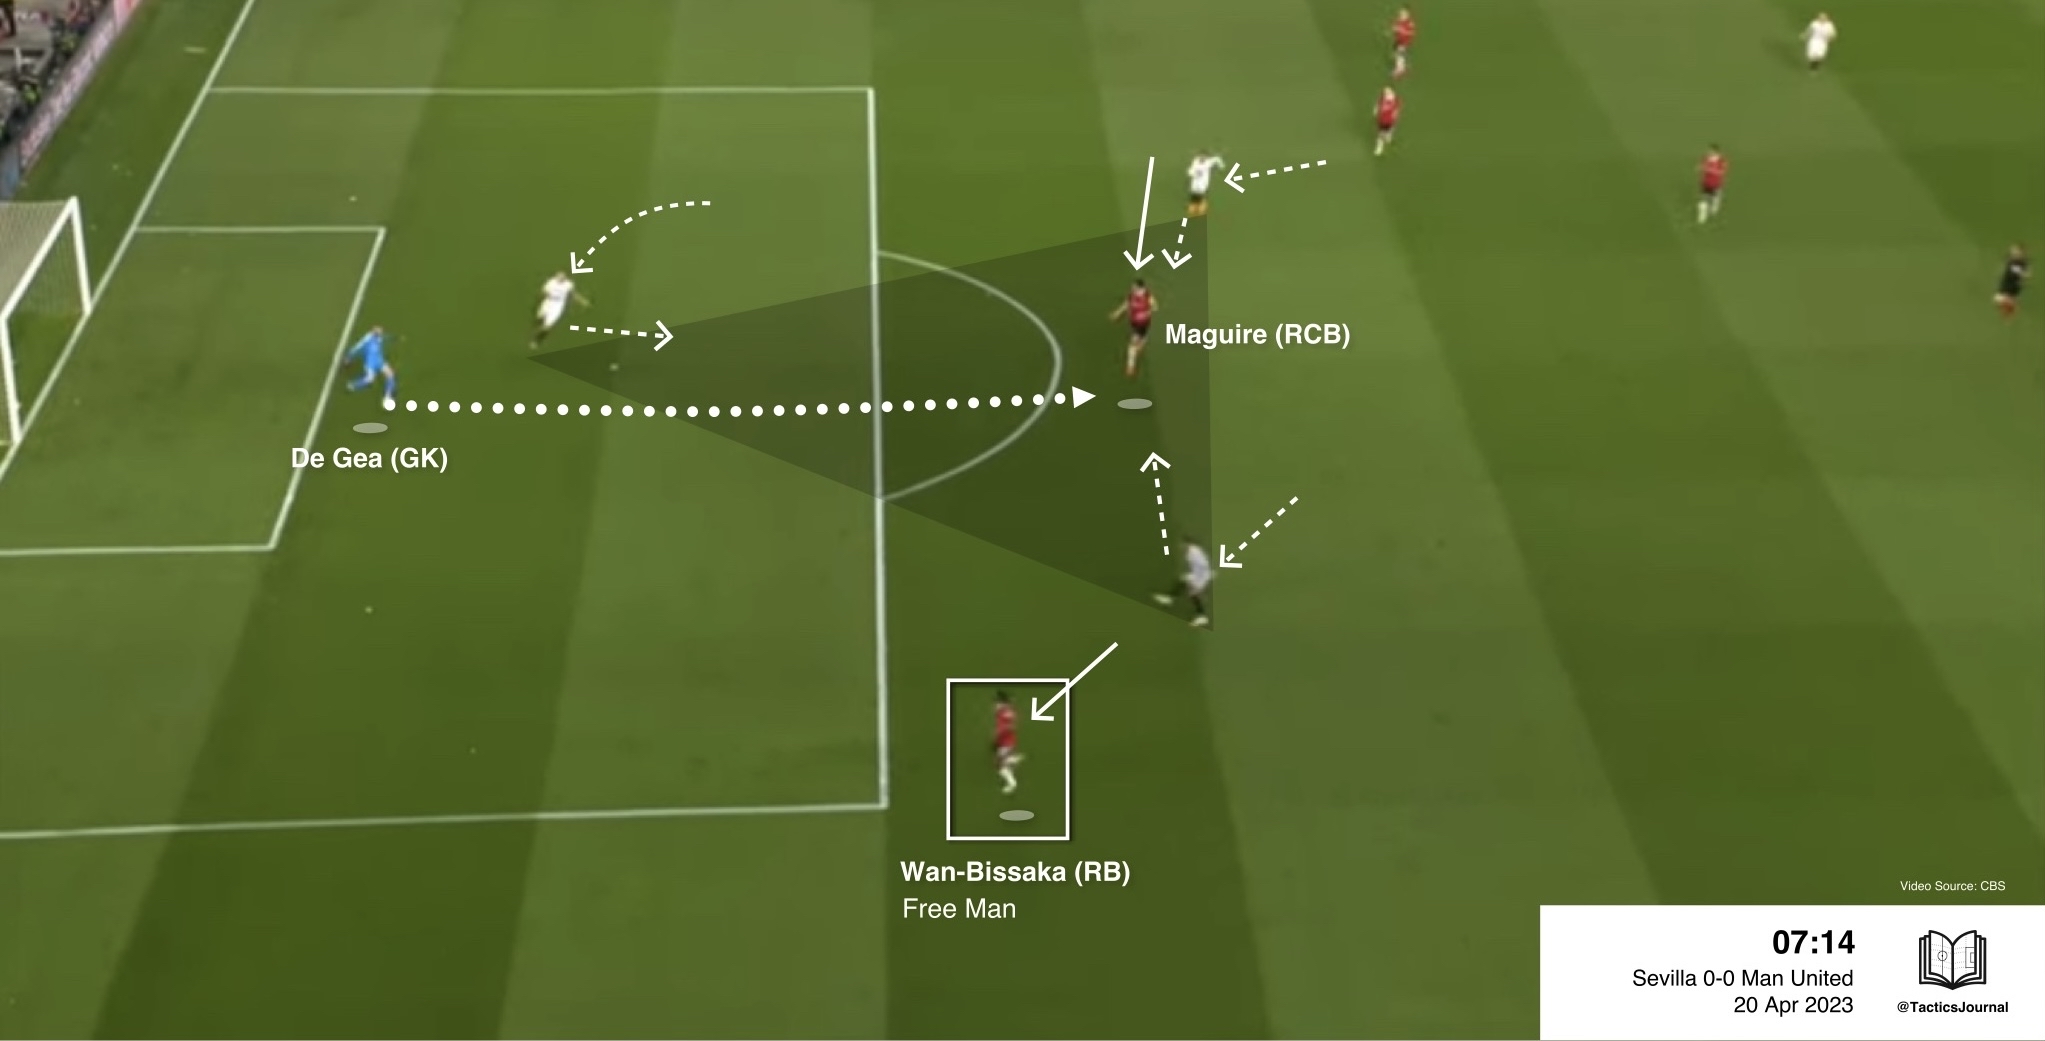 Maguire (RCB)
De Gea (GK)
Wan-Bissaka (RB)
Free Man
Video Source: CBS
07:14
Sevilla 0-0 Man United
20 Apr 2023
@TacticsJournal